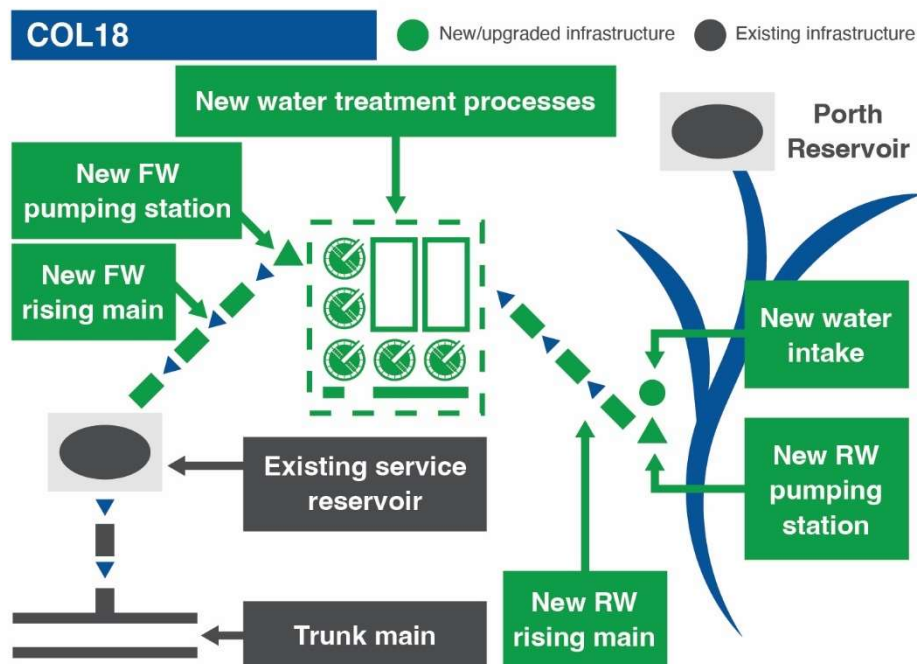 COL18
New/upgraded infrastructure
Existing infrastructure
New water treatment processes
Porth
Reservoir
New FW
pumping station
New FW
rising main
New water
intake
Existing service
reservoir
New RW
pumping
station
New RW
rising main
Trunk main